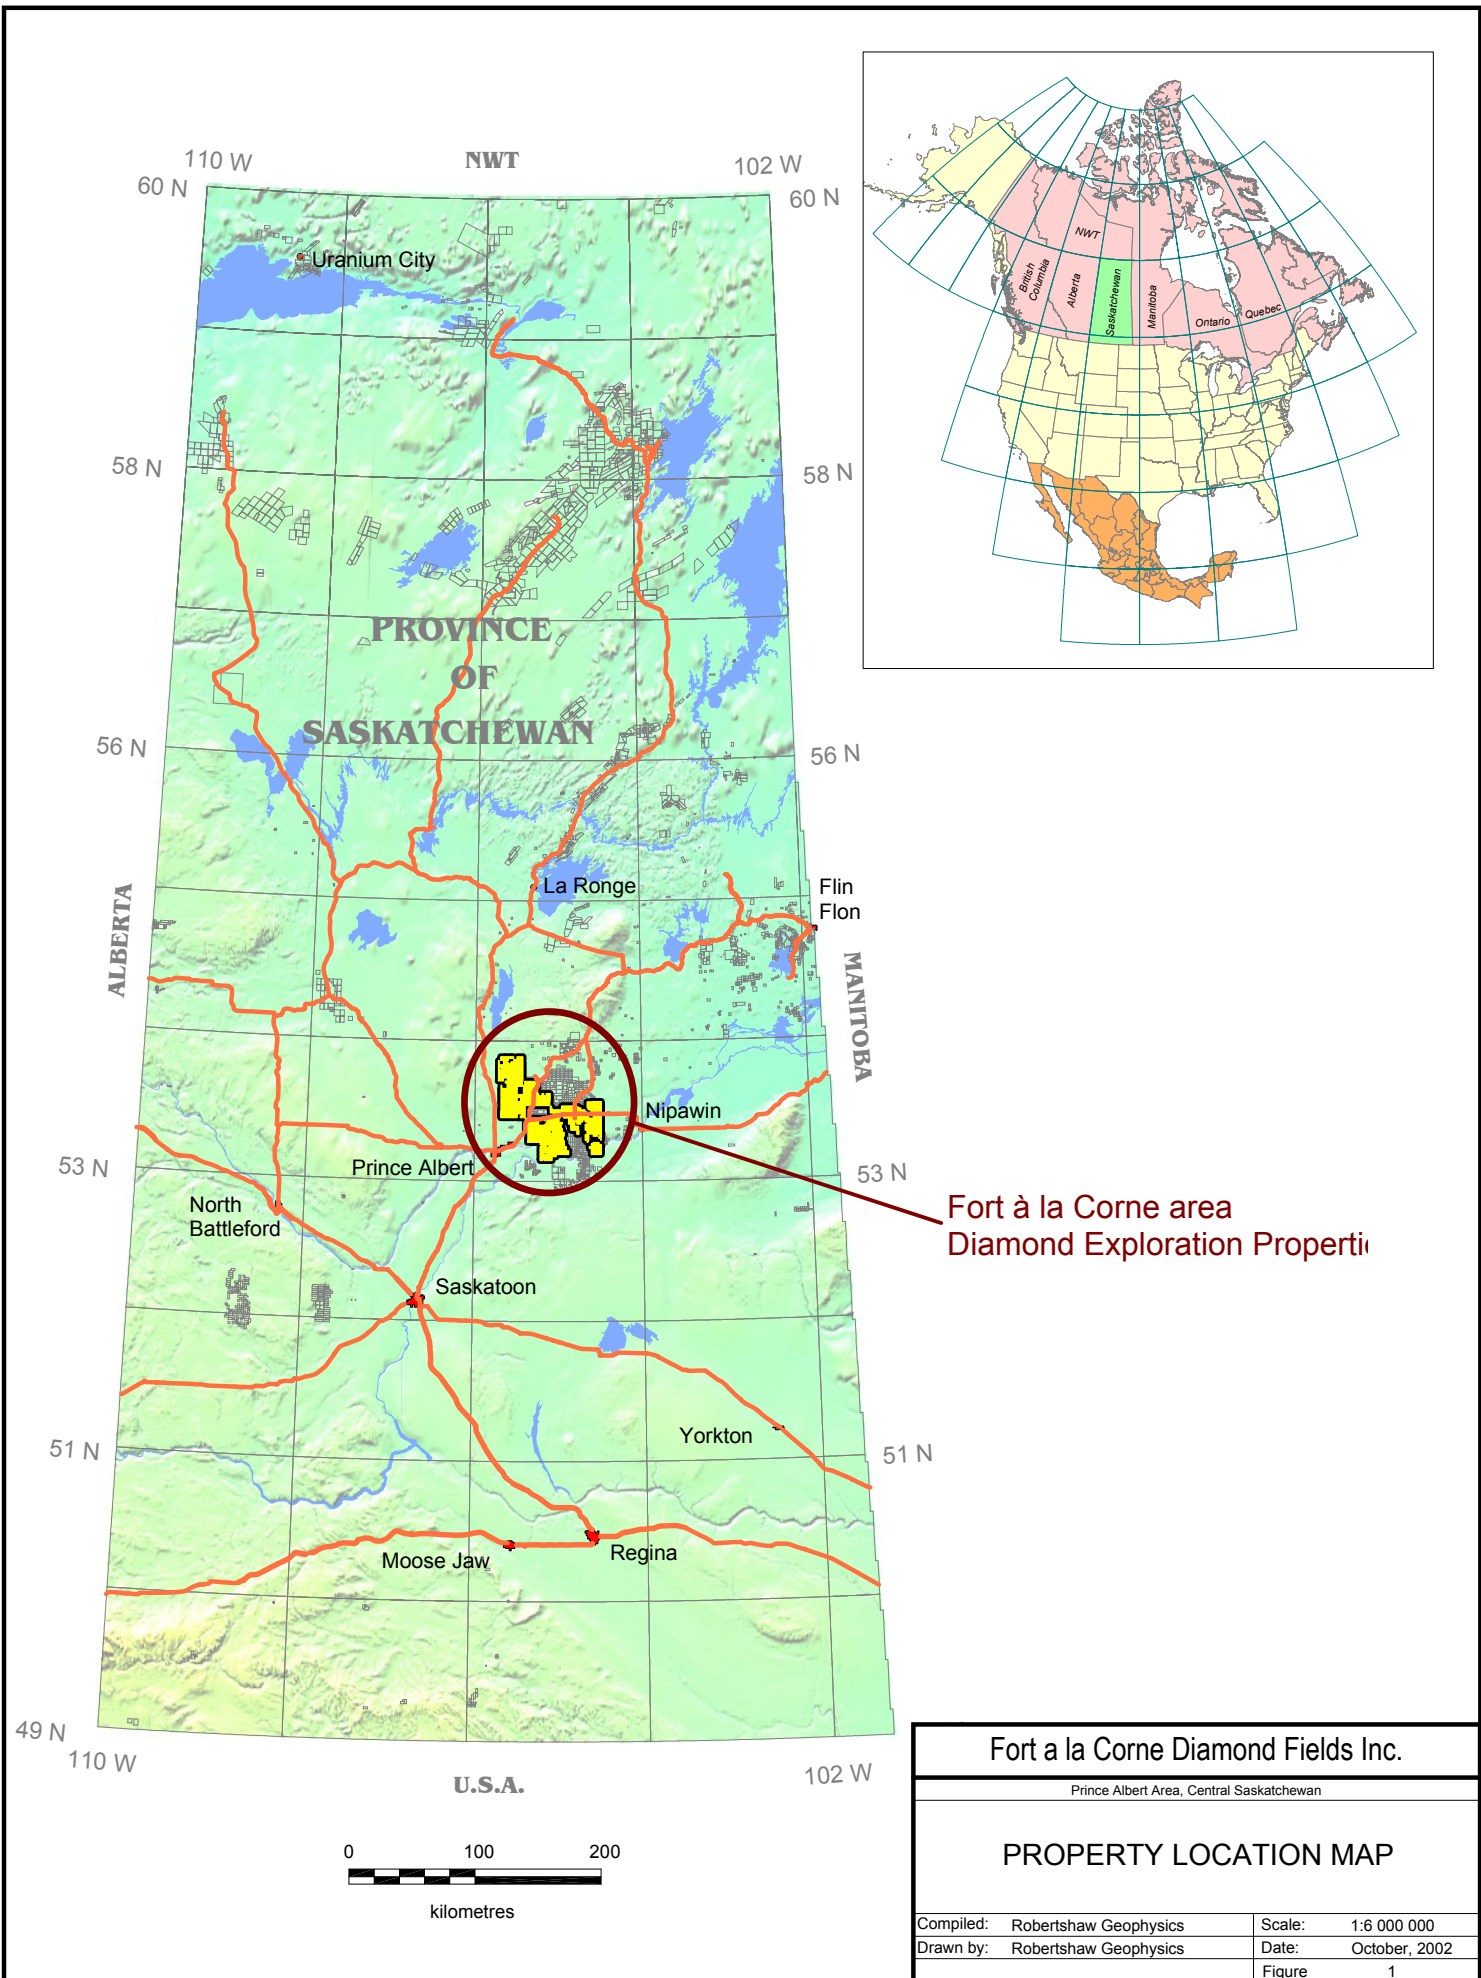 110 W
NWT
102 W
60 N
60 N
Uranium City
58 N
58 N
PROVINCE
OF
SASKATCHEWAN
56 N
56 N
La Ronge
Flin
Flon
ALBERTA
MANITOBA
Nipawin
Prince Albert
53 N
53 N
North
Battleford
Saskatoon
Fort à la Corne area
Diamond Exploration Properti
Yorkton
51 N
51 N
Moose Jaw
Regina
49 N
110 W
102 W
U.S.A.
0 100 200
kilometres
NWT
British
Columbia
Alberta
Saskatchewan
Manitoba
Ontario
Quebec
Fort a la Corne Diamond Fields Inc.
Prince Albert Area, Central Saskatchewan
PROPERTY LOCATION MAP
Compiled: Robertshaw Geophysics Scale: 1:6 000 000
Drawn by: Robertshaw Geophysics Date: October, 2002
Figure 1